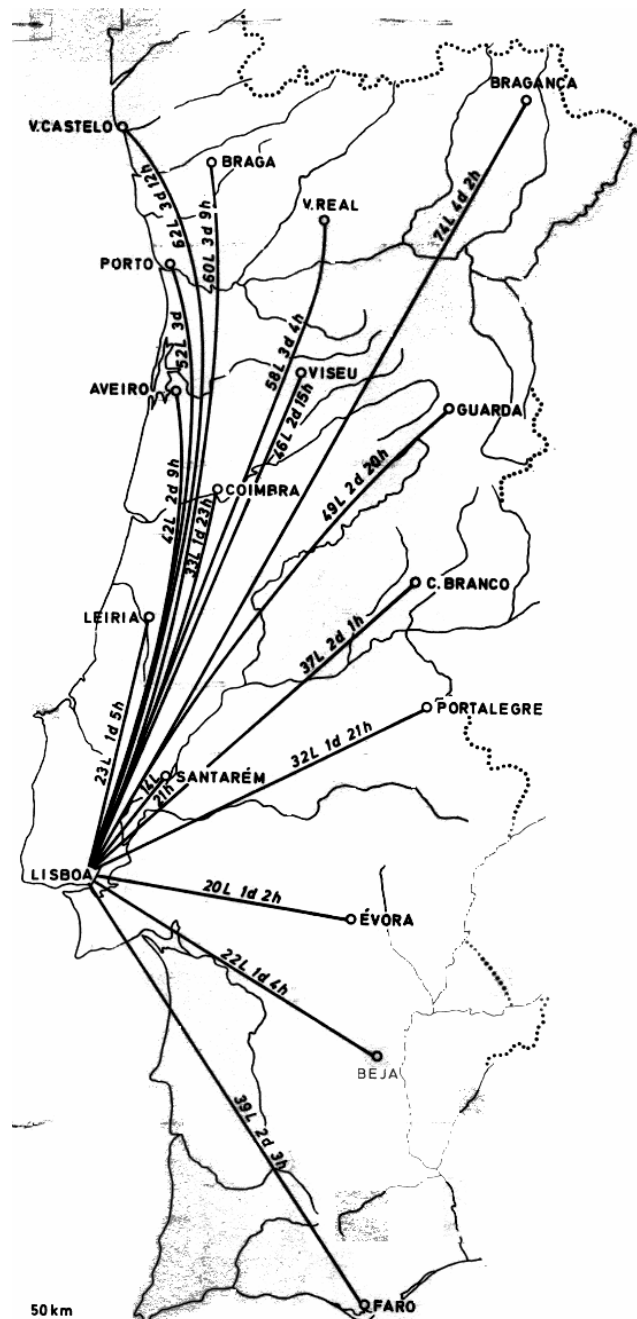 BRAGANÇA
V.CASTELO
BRAGA
V.REAL
62L 3d 12h
60L 3d 9h
74L 4d 2h
PORTO
52L 3d
58L 3d 4h
AVEIRO
VISEU
46L 2d 15h
GUARDA
42L 2d 9h
49L 2d 20h
COIMBRA
33L 1d 23h
C. BRANCO
LEIRIA
37L 2d 1h
PORTALEGRE
23L 1d 5h
32L 1d 21h
SANTARÉM
14L
21h
LISBOA
20L 1d 2h
ÉVORA
22L 1d 4h
BEJA
39L 2d 3h
50 km
FARO